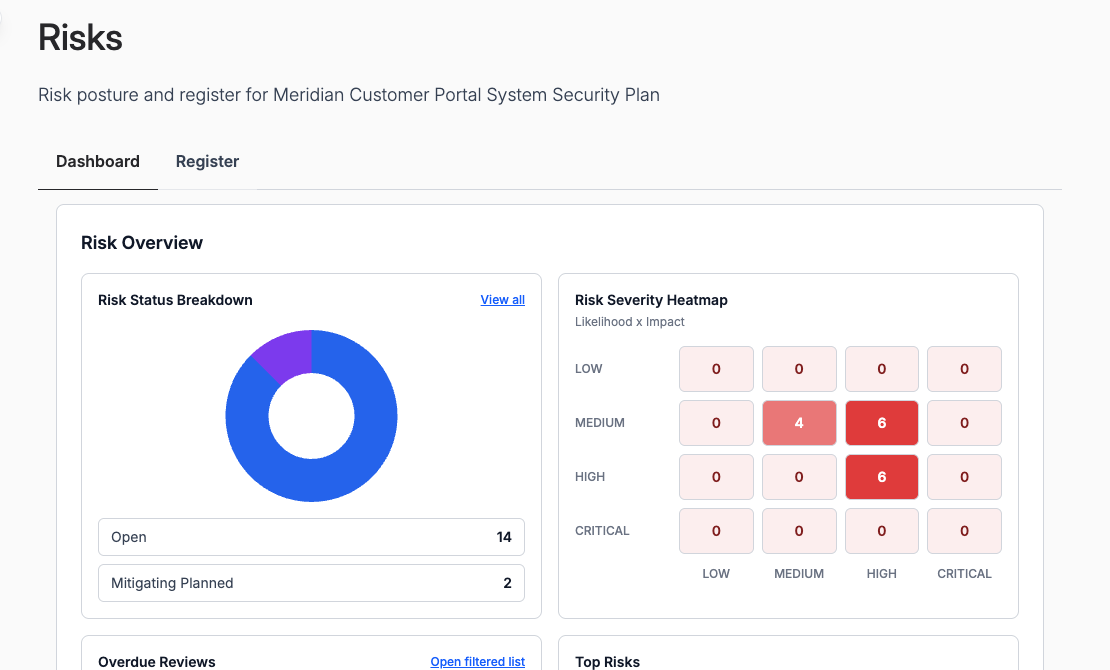 Risks
Risk posture and register for Meridian Customer Portal System Security Plan
Dashboard Register
Risk Overview
Risk Status Breakdown View all
Open 14
Mitigating Planned 2
Risk Severity Heatmap
Likelihood x Impact
LOW 0 0 0 0
MEDIUM 0 4 6 0
HIGH 0 0 6 0
CRITICAL 0 0 0 0
LOW MEDIUM HIGH CRITICAL
Overdue Reviews Open filtered list
Top Risks